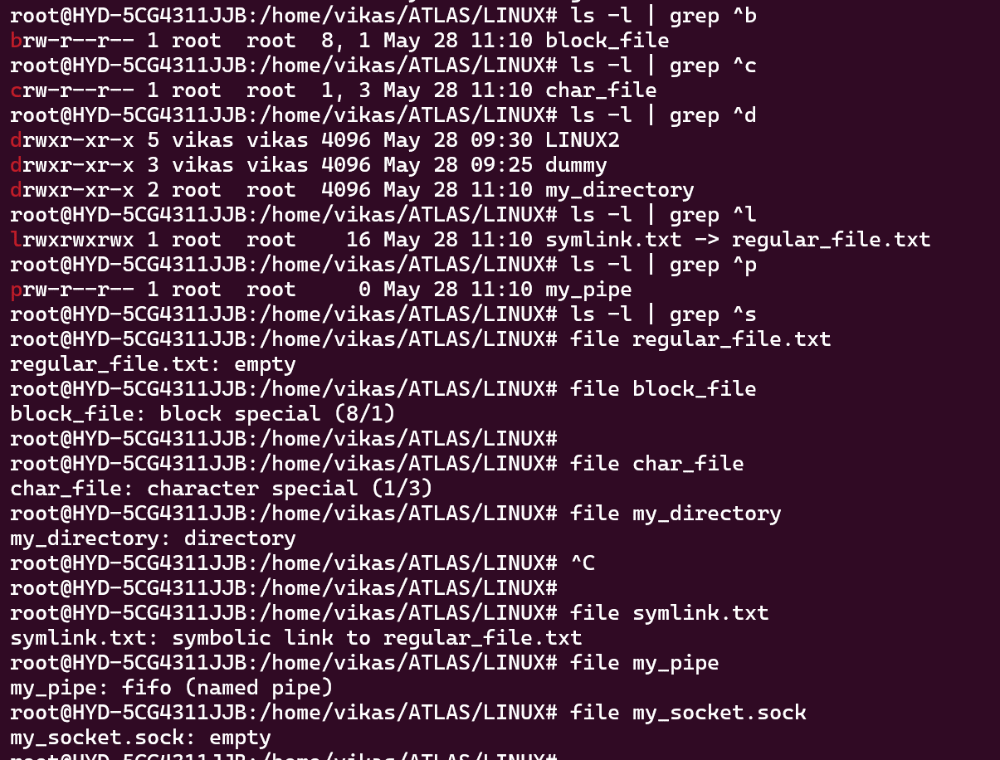 root@HYD-5CG4311JJB:/home/vikas/ATLAS/LINUX# ls -l | grep ^b
brw-r--r-- 1 root  root  8, 1 May 28 11:10 block_file
root@HYD-5CG4311JJB:/home/vikas/ATLAS/LINUX# ls -l | grep ^c
crw-r--r-- 1 root  root  1, 3 May 28 11:10 char_file
root@HYD-5CG4311JJB:/home/vikas/ATLAS/LINUX# ls -l | grep ^d
drwxr-xr-x 5 vikas vikas 4096 May 28 09:30 LINUX2
drwxr-xr-x 3 vikas vikas 4096 May 28 09:25 dummy
drwxr-xr-x 2 root  root  4096 May 28 11:10 my_directory
root@HYD-5CG4311JJB:/home/vikas/ATLAS/LINUX# ls -l | grep ^l
lrwxrwxrwx 1 root  root    16 May 28 11:10 symlink.txt -> regular_file.txt
root@HYD-5CG4311JJB:/home/vikas/ATLAS/LINUX# ls -l | grep ^p
prw-r--r-- 1 root  root     0 May 28 11:10 my_pipe
root@HYD-5CG4311JJB:/home/vikas/ATLAS/LINUX# ls -l | grep ^s
root@HYD-5CG4311JJB:/home/vikas/ATLAS/LINUX# file regular_file.txt
regular_file.txt: empty
root@HYD-5CG4311JJB:/home/vikas/ATLAS/LINUX# file block_file
block_file: block special (8/1)
root@HYD-5CG4311JJB:/home/vikas/ATLAS/LINUX#
root@HYD-5CG4311JJB:/home/vikas/ATLAS/LINUX# file char_file
char_file: character special (1/3)
root@HYD-5CG4311JJB:/home/vikas/ATLAS/LINUX# file my_directory
my_directory: directory
root@HYD-5CG4311JJB:/home/vikas/ATLAS/LINUX# ^C
root@HYD-5CG4311JJB:/home/vikas/ATLAS/LINUX#
root@HYD-5CG4311JJB:/home/vikas/ATLAS/LINUX# file symlink.txt
symlink.txt: symbolic link to regular_file.txt
root@HYD-5CG4311JJB:/home/vikas/ATLAS/LINUX# file my_pipe
my_pipe: fifo (named pipe)
root@HYD-5CG4311JJB:/home/vikas/ATLAS/LINUX# file my_socket.sock
my_socket.sock: empty
root@HYD-5CG4311JJB:/home/vikas/ATLAS/LINUX#